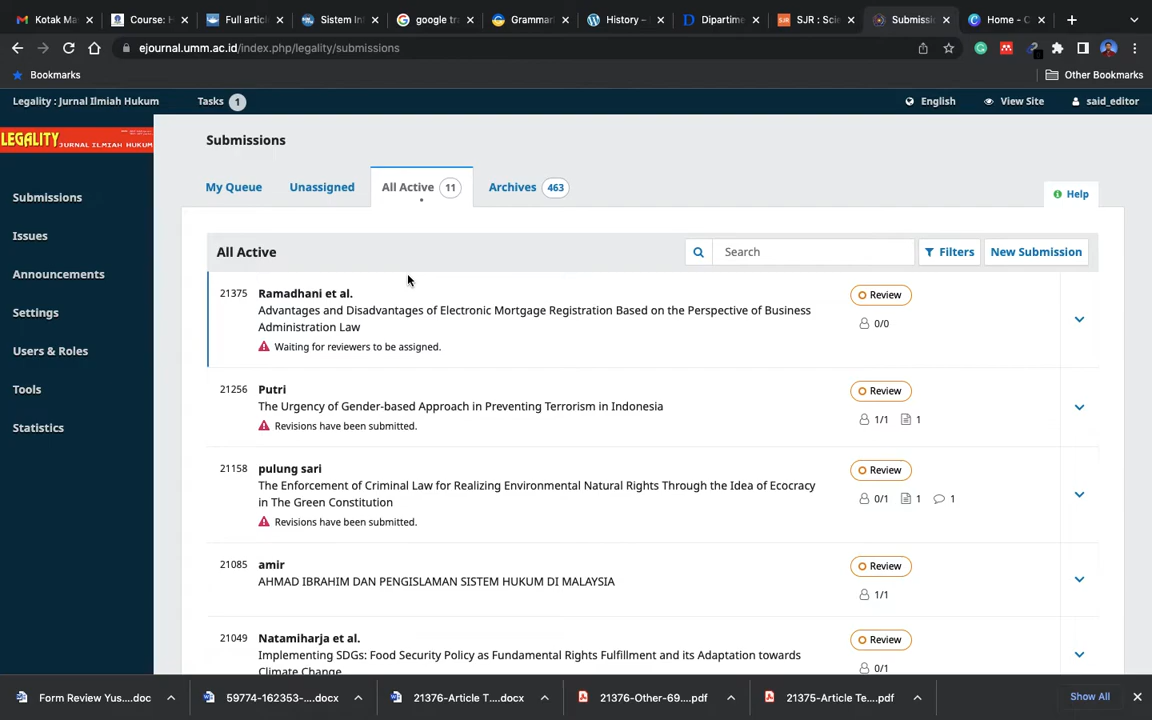 Kotak Ma
Course: H
Full artic
Sistem In
google tra
Grammar
History –
Dipartime
SJR : Scie
Submissi
Home - C
ejournal.umm.ac.id/index.php/legality/submissions
Bookmarks
Other Bookmarks
Legality : Jurnal Ilmiah Hukum
Tasks 1
English
View Site
said_editor
LEGALITY JURNAL ILMIAH HUKUM
Submissions
Issues
Announcements
Settings
Users & Roles
Tools
Statistics
Submissions
My Queue
Unassigned
All Active 11
Archives 463
Help
All Active
Search
Filters
New Submission
21375 Ramadhani et al.
Advantages and Disadvantages of Electronic Mortgage Registration Based on the Perspective of Business
Administration Law
Waiting for reviewers to be assigned.
Review
0/0
21256 Putri
The Urgency of Gender-based Approach in Preventing Terrorism in Indonesia
Revisions have been submitted.
Review
1/1 1
21158 pulung sari
The Enforcement of Criminal Law for Realizing Environmental Natural Rights Through the Idea of Ecocracy
in The Green Constitution
Revisions have been submitted.
Review
0/1 1 1
21085 amir
AHMAD IBRAHIM DAN PENGISLAMAN SISTEM HUKUM DI MALAYSIA
Review
1/1
21049 Natamiharja et al.
Implementing SDGs: Food Security Policy as Fundamental Rights Fulfillment and its Adaptation towards
Climate Change
Review
0/1
Form Review Yus....doc
59774-162353-....docx
21376-Article T....docx
21376-Other-69....pdf
21375-Article Te....pdf
Show All